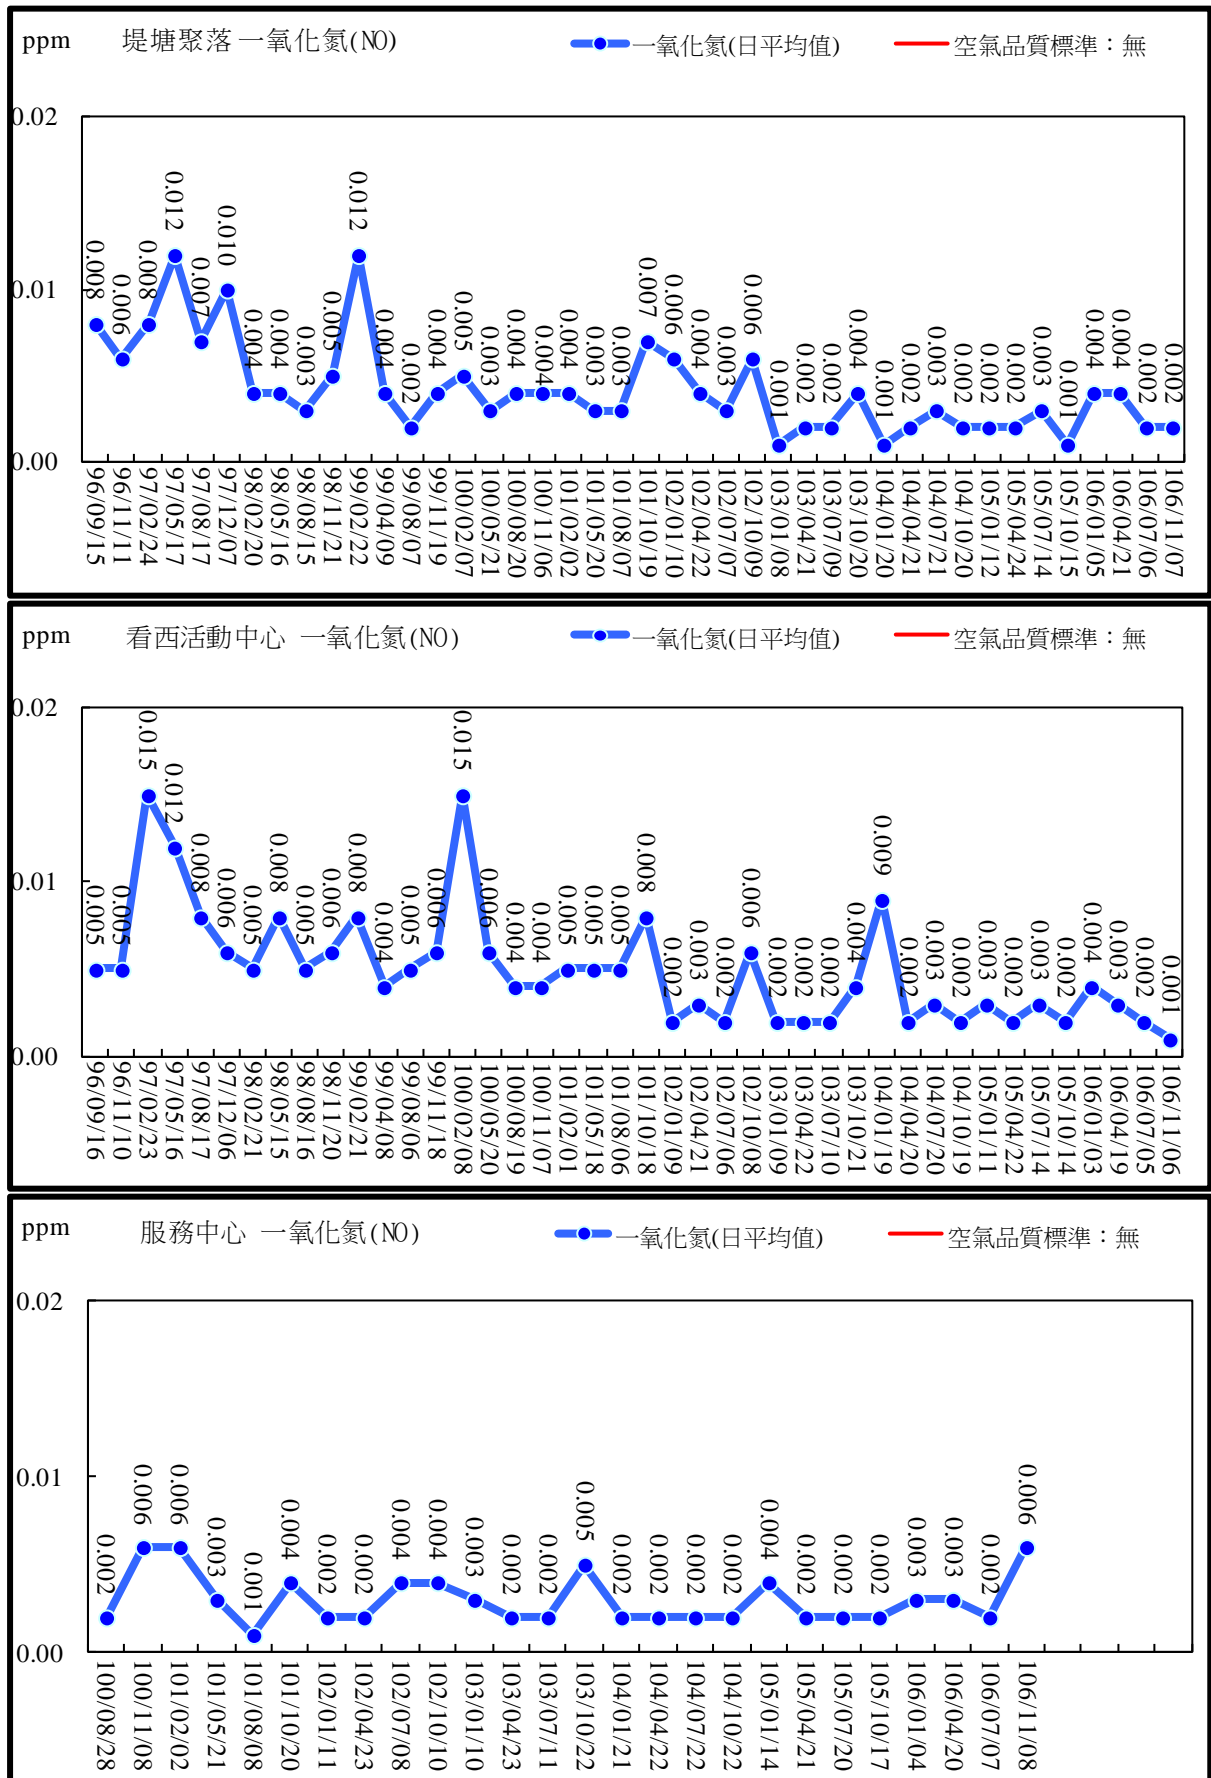 ppm 堤塘聚落 一氧化氮(NO) 一氧化氮(日平均值) 空氣品質標準：無
0.02
0.01
0.00
0.008 0.006 0.008 0.012 0.007 0.010 0.004 0.004 0.003 0.005 0.012 0.004 0.002 0.004 0.005 0.003 0.004 0.004 0.004 0.003 0.003 0.007 0.006 0.004 0.003 0.006 0.001 0.002 0.002 0.004 0.001 0.002 0.003 0.002 0.002 0.002 0.003 0.001 0.004 0.004 0.002 0.002
96/09/15 96/11/11 97/02/24 97/05/17 97/08/17 97/12/07 98/02/20 98/05/16 98/08/15 98/11/21 99/02/22 99/04/09 99/08/07 99/11/19 100/02/07 100/05/21 100/08/20 100/11/06 101/02/02 101/05/20 101/08/07 101/10/19 102/01/10 102/04/22 102/07/07 102/10/09 103/01/08 103/04/21 103/07/09 103/10/20 104/01/20 104/04/21 104/07/21 104/10/20 105/01/12 105/04/24 105/07/14 105/10/15 106/01/05 106/04/21 106/07/06 106/11/07
ppm 看西活動中心 一氧化氮(NO) 一氧化氮(日平均值) 空氣品質標準：無
0.02
0.01
0.00
0.005 0.005 0.015 0.012 0.008 0.006 0.005 0.008 0.005 0.006 0.008 0.004 0.005 0.006 0.015 0.006 0.004 0.004 0.005 0.005 0.005 0.008 0.002 0.003 0.002 0.006 0.002 0.002 0.002 0.004 0.009 0.002 0.003 0.002 0.003 0.002 0.003 0.002 0.004 0.003 0.002 0.001
96/09/16 96/11/10 97/02/23 97/05/16 97/08/17 97/12/06 98/02/21 98/05/15 98/08/16 98/11/20 99/02/21 99/04/08 99/08/06 99/11/18 100/02/08 100/05/20 100/08/19 100/11/07 101/02/01 101/05/18 101/08/06 101/10/18 102/01/09 102/04/21 102/07/06 102/10/08 103/01/09 103/04/22 103/07/10 103/10/21 104/01/19 104/04/20 104/07/20 104/10/19 105/01/11 105/04/22 105/07/14 105/10/14 106/01/03 106/04/19 106/07/05 106/11/06
ppm 服務中心 一氧化氮(NO) 一氧化氮(日平均值) 空氣品質標準：無
0.02
0.01
0.00
0.002 0.006 0.006 0.003 0.001 0.004 0.002 0.002 0.004 0.004 0.003 0.002 0.002 0.005 0.002 0.002 0.002 0.002 0.004 0.002 0.002 0.002 0.003 0.003 0.002 0.006
100/08/28 100/11/08 101/02/02 101/05/21 101/08/08 101/10/20 102/01/11 102/04/23 102/07/08 102/10/10 103/01/10 103/04/23 103/07/11 103/10/22 104/01/21 104/04/22 104/07/22 104/10/22 105/01/14 105/04/21 105/07/20 105/10/17 106/01/04 106/04/20 106/07/07 106/11/08